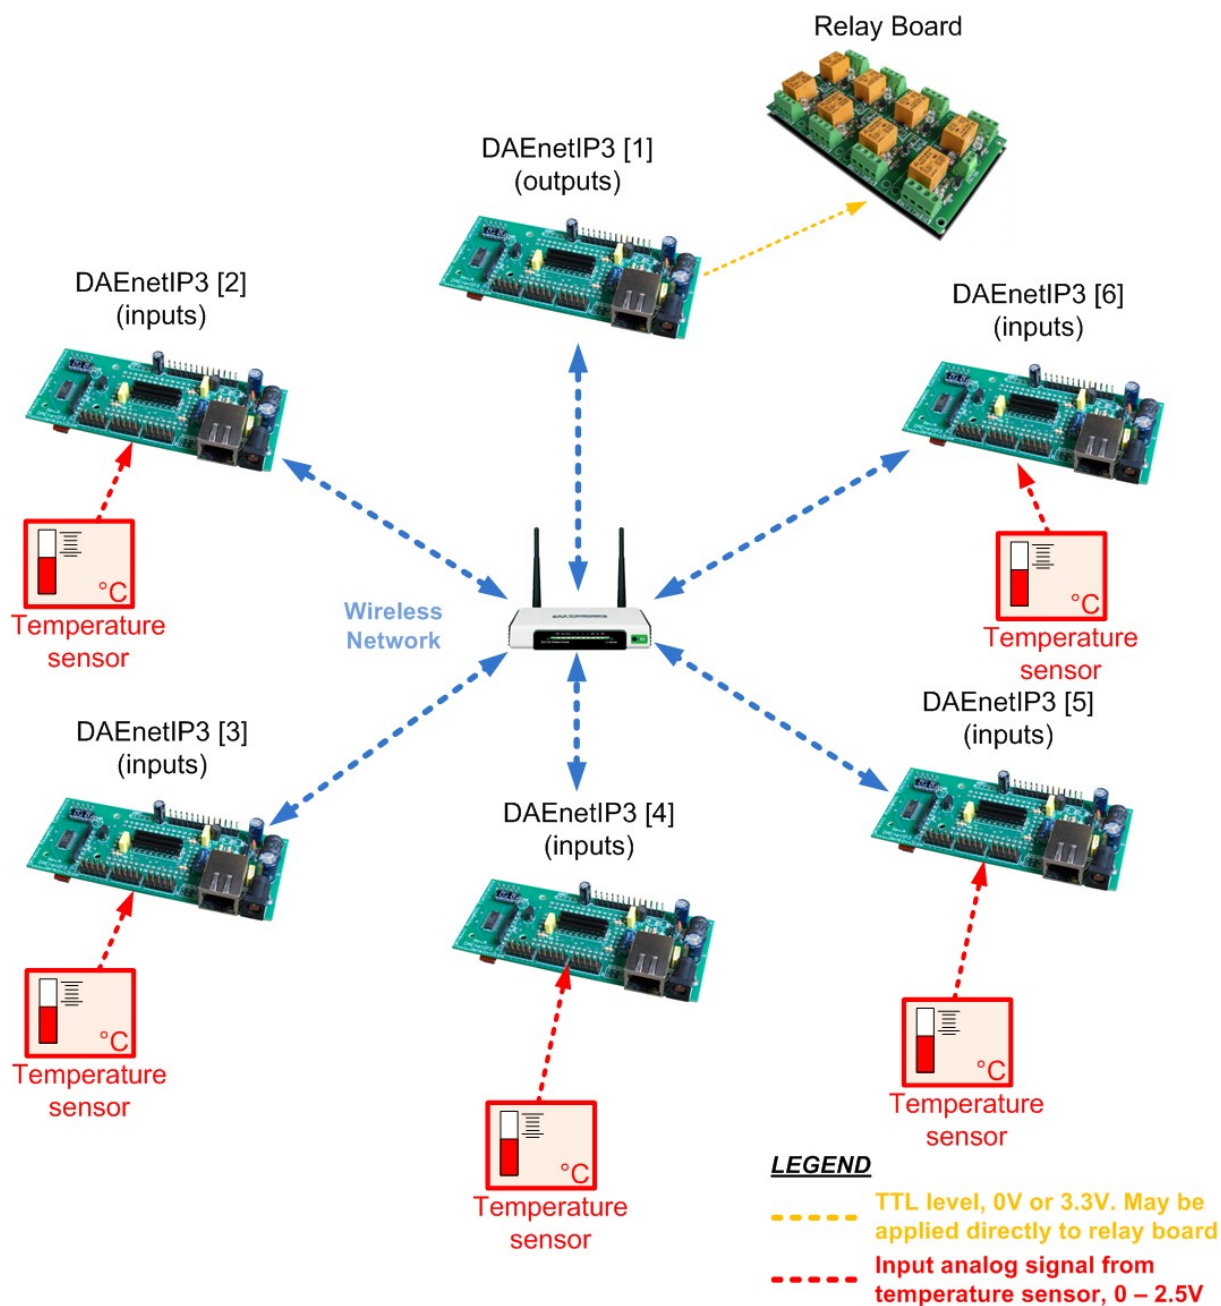 Relay Board
DAEnetIP3 [1]
(outputs)
DAEnetIP3 [2]
(inputs)
DAEnetIP3 [6]
(inputs)
°C
Temperature
sensor
°C
Temperature
sensor
Wireless
Network
DAEnetIP3 [3]
(inputs)
DAEnetIP3 [5]
(inputs)
DAEnetIP3 [4]
(inputs)
°C
Temperature
sensor
°C
Temperature
sensor
°C
Temperature
sensor
LEGEND
TTL level, 0V or 3.3V. May be
applied directly to relay board
Input analog signal from
temperature sensor, 0 – 2.5V